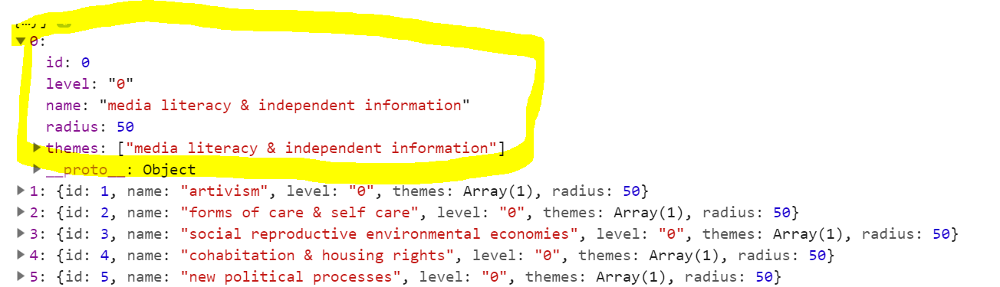 0:
id: 0
level: "0"
name: "media literacy & independent information"
radius: 50
themes: ["media literacy & independent information"]
__proto__: Object
1: {id: 1, name: "artivism", level: "0", themes: Array(1), radius: 50}
2: {id: 2, name: "forms of care & self care", level: "0", themes: Array(1), radius: 50}
3: {id: 3, name: "social reproductive environmental economies", level: "0", themes: Array(1), radius: 50}
4: {id: 4, name: "cohabitation & housing rights", level: "0", themes: Array(1), radius: 50}
5: {id: 5, name: "new political processes", level: "0", themes: Array(1), radius: 50}